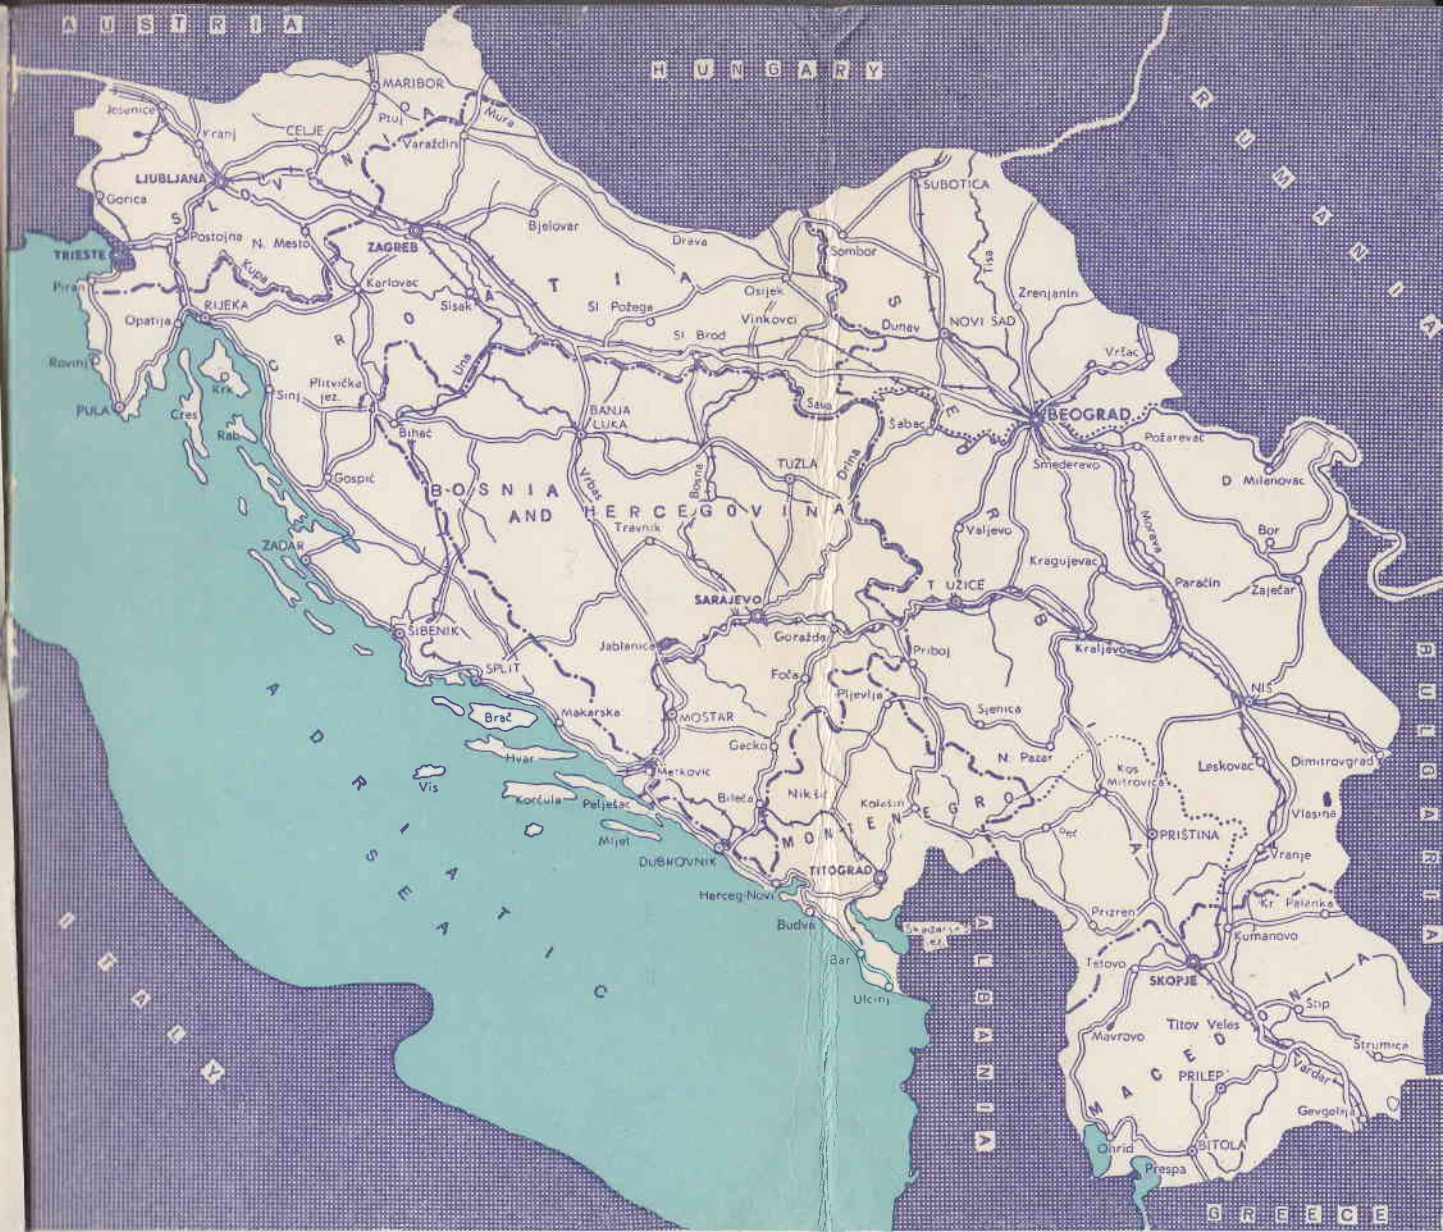 AUSTRIA
HUNGARY
RUMANIA
BULGARIA
GREECE
ALBANIA
ITALY
ADRIATIC
SEA
SLOVENIA
CROATIA
BOSNIA
AND HERCEGOVINA
SERBIA
MONTENEGRO
MACEDONIA
Jesenice
Kranj
CELJE
MARIBOR
Ptuj
Mura
Varaždin
LJUBLJANA
Gorica
Postojna
N. Mesto
TRIESTE
Piran
Kupa
ZAGREB
Bjelovar
Drava
Karlovac
Sisak
RIJEKA
Opatija
Rovinj
PULA
Krk
Cres
Rab
Sinj
Plitvička
jez.
Una
Bihać
Gospić
ZADAR
ŠIBENIK
SPLIT
Brač
Hvar
Vis
Korčula
Pelješac
Mljet
Makarska
Metković
DUBROVNIK
Herceg-Novi
Budva
Bar
Ulcinj
Sl Požega
Sl Brod
Osijek
Vinkovci
Sombor
SUBOTICA
Tisa
Zrenjanin
Dunav
NOVI SAD
Vršac
BANJA
LUKA
Vrbas
Bosna
TUZLA
Sava
Drina
Šabac
BEOGRAD
Smederevo
Požarevac
D Milanovac
Bor
Zaječar
Morava
Valjevo
Kragujevac
Paraćin
T. UŽICE
Kraljevo
Travnik
SARAJEVO
Jablanica
Goražde
Foča
Priboj
Pljevlja
Sjenica
N. Pazar
MOSTAR
Gacko
Bileća
Nikšić
Kolašin
TITOGRAD
Skadarsko
jez.
Kos
Mitrovica
Peć
PRIŠTINA
Prizren
NIŠ
Leskovac
Dimitrovgrad
Vlasina
Vranje
Kr Palanka
Kumanovo
Tetovo
SKOPJE
Mavrovo
Titov Veles
Štip
Strumica
PRILEP
Vardar
Gevgelija
Ohrid
BITOLA
Prespa